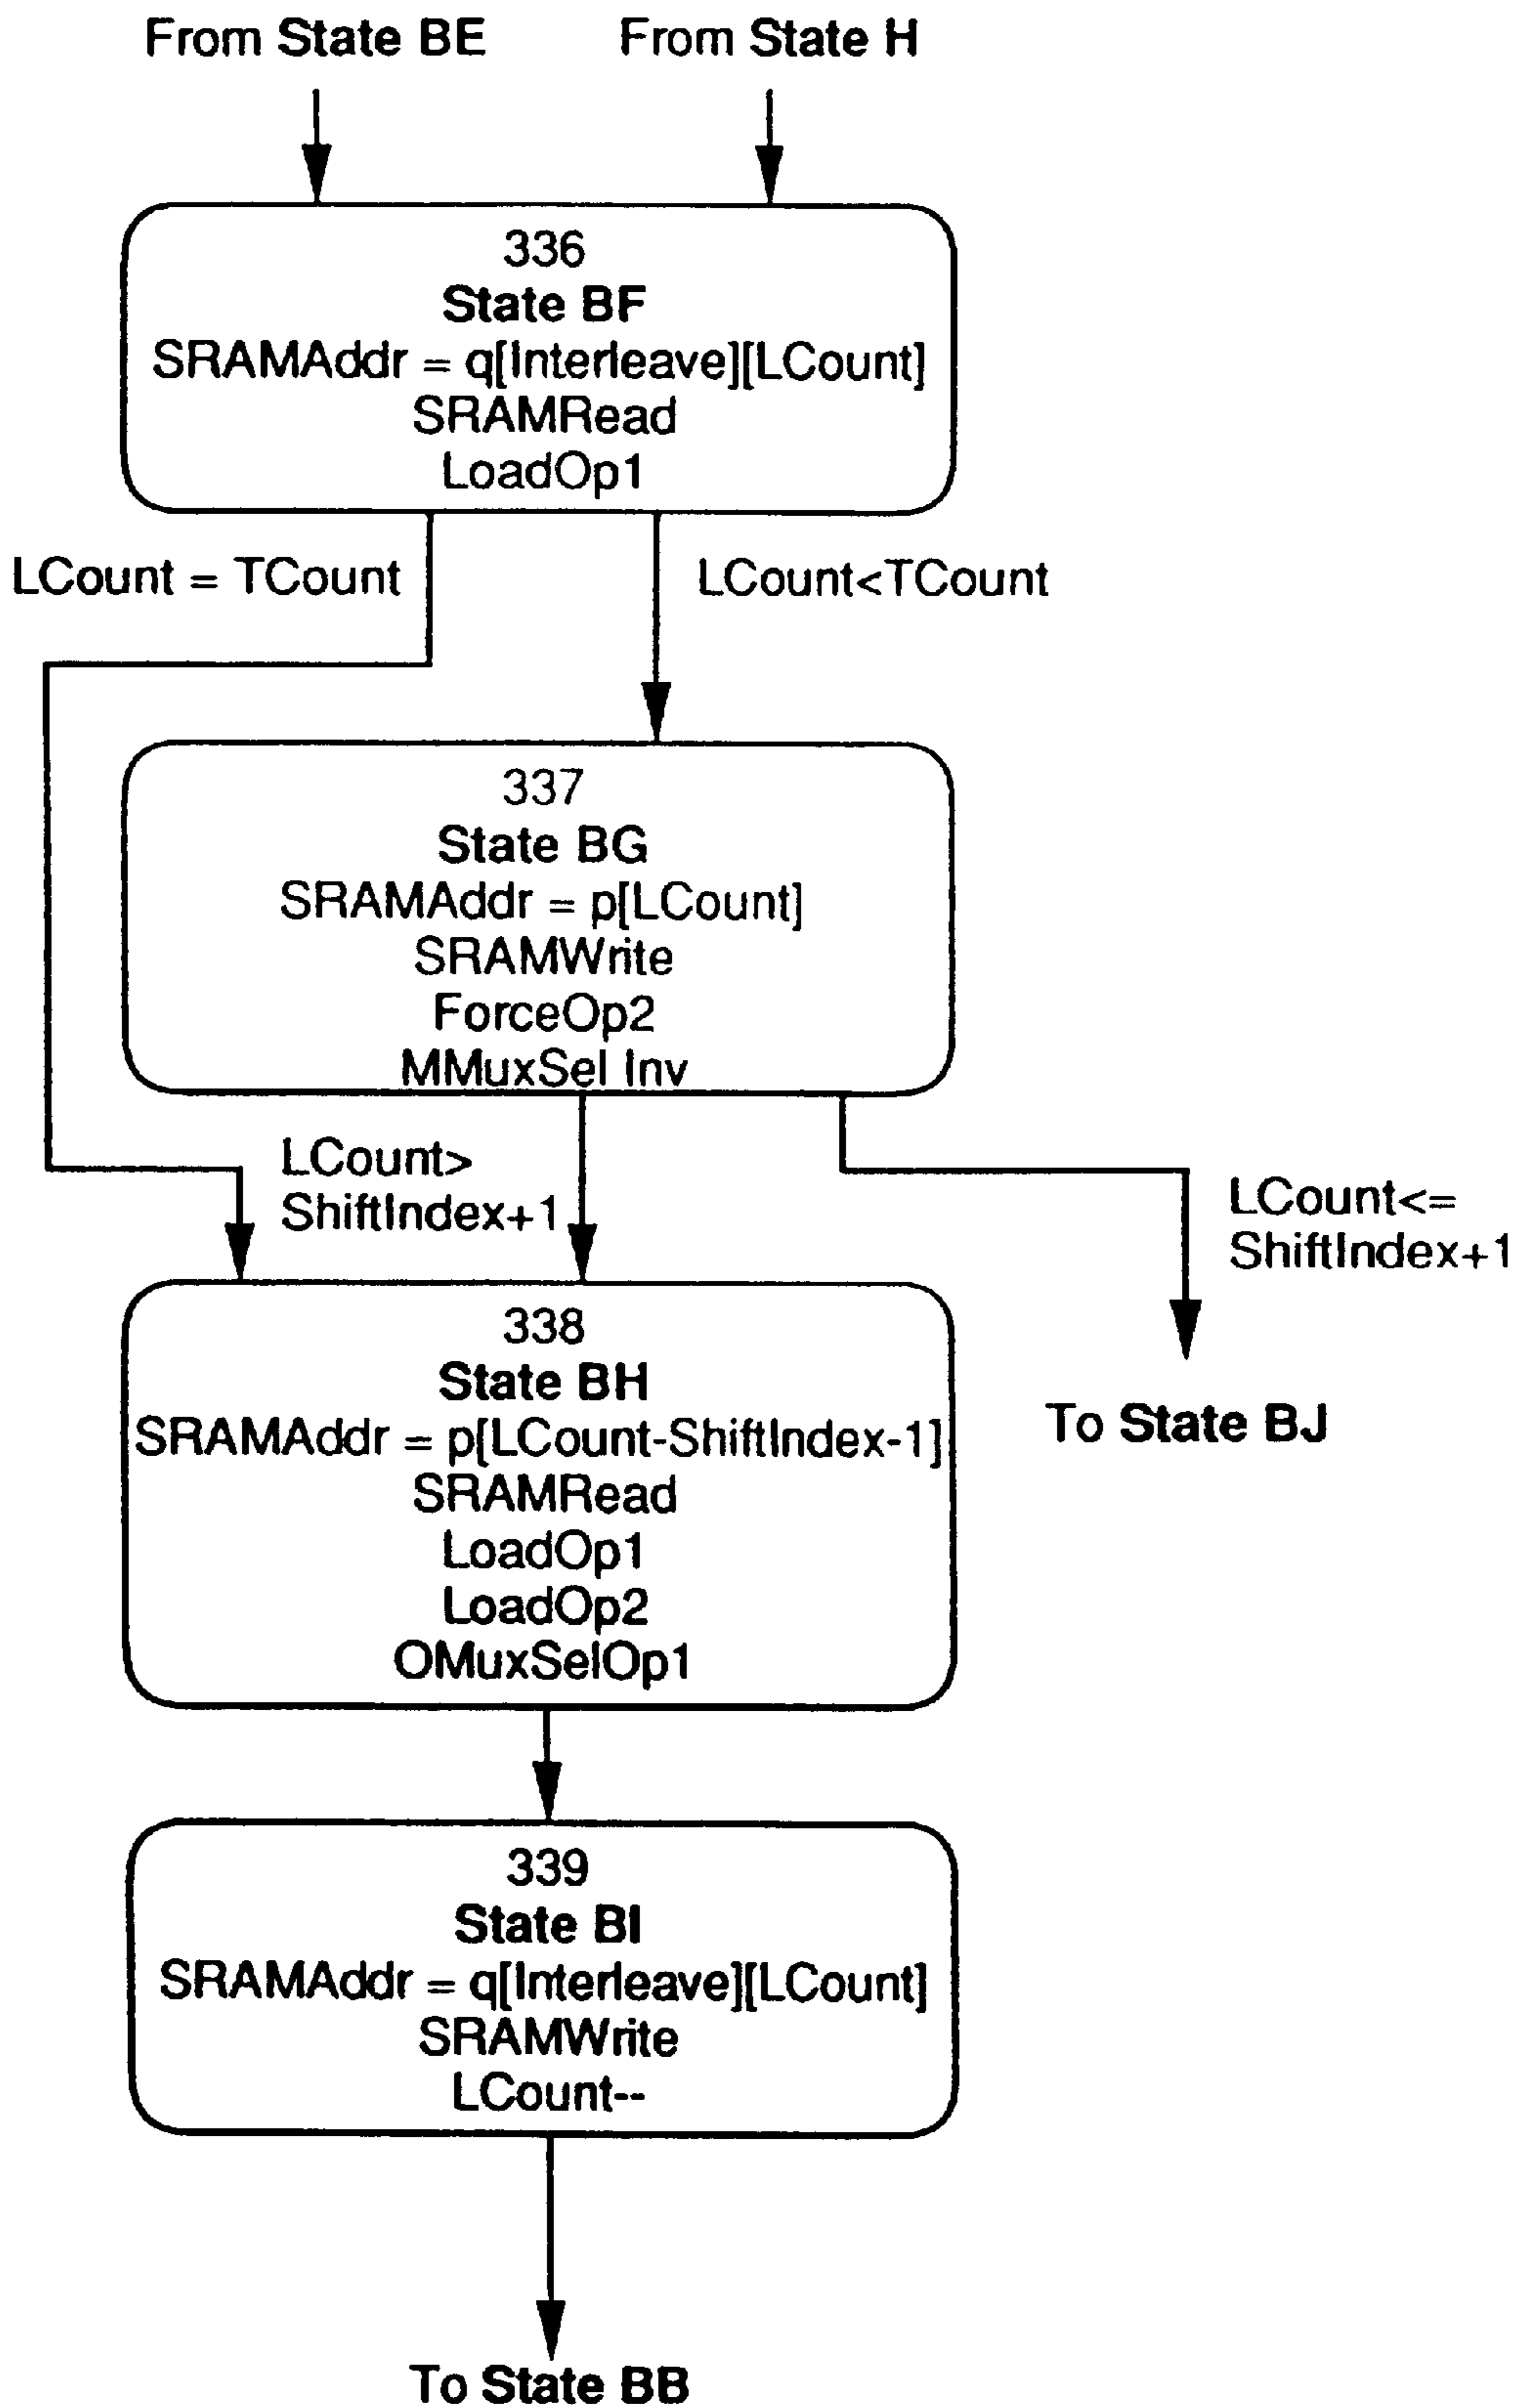 From State BE
From State H
336
State BF
SRAMAddr = q[Interleave][LCount]
SRAMRead
LoadOp1
LCount = TCount
LCount<TCount
337
State BG
SRAMAddr = p[LCount]
SRAMWrite
ForceOp2
MMuxSel Inv
LCount>
ShiftIndex+1
LCount<=
ShiftIndex+1
338
State BH
SRAMAddr = p[LCount-ShiftIndex-1]
SRAMRead
LoadOp1
LoadOp2
OMuxSelOp1
To State BJ
339
State BI
SRAMAddr = q[Interleave][LCount]
SRAMWrite
LCount--
To State BB